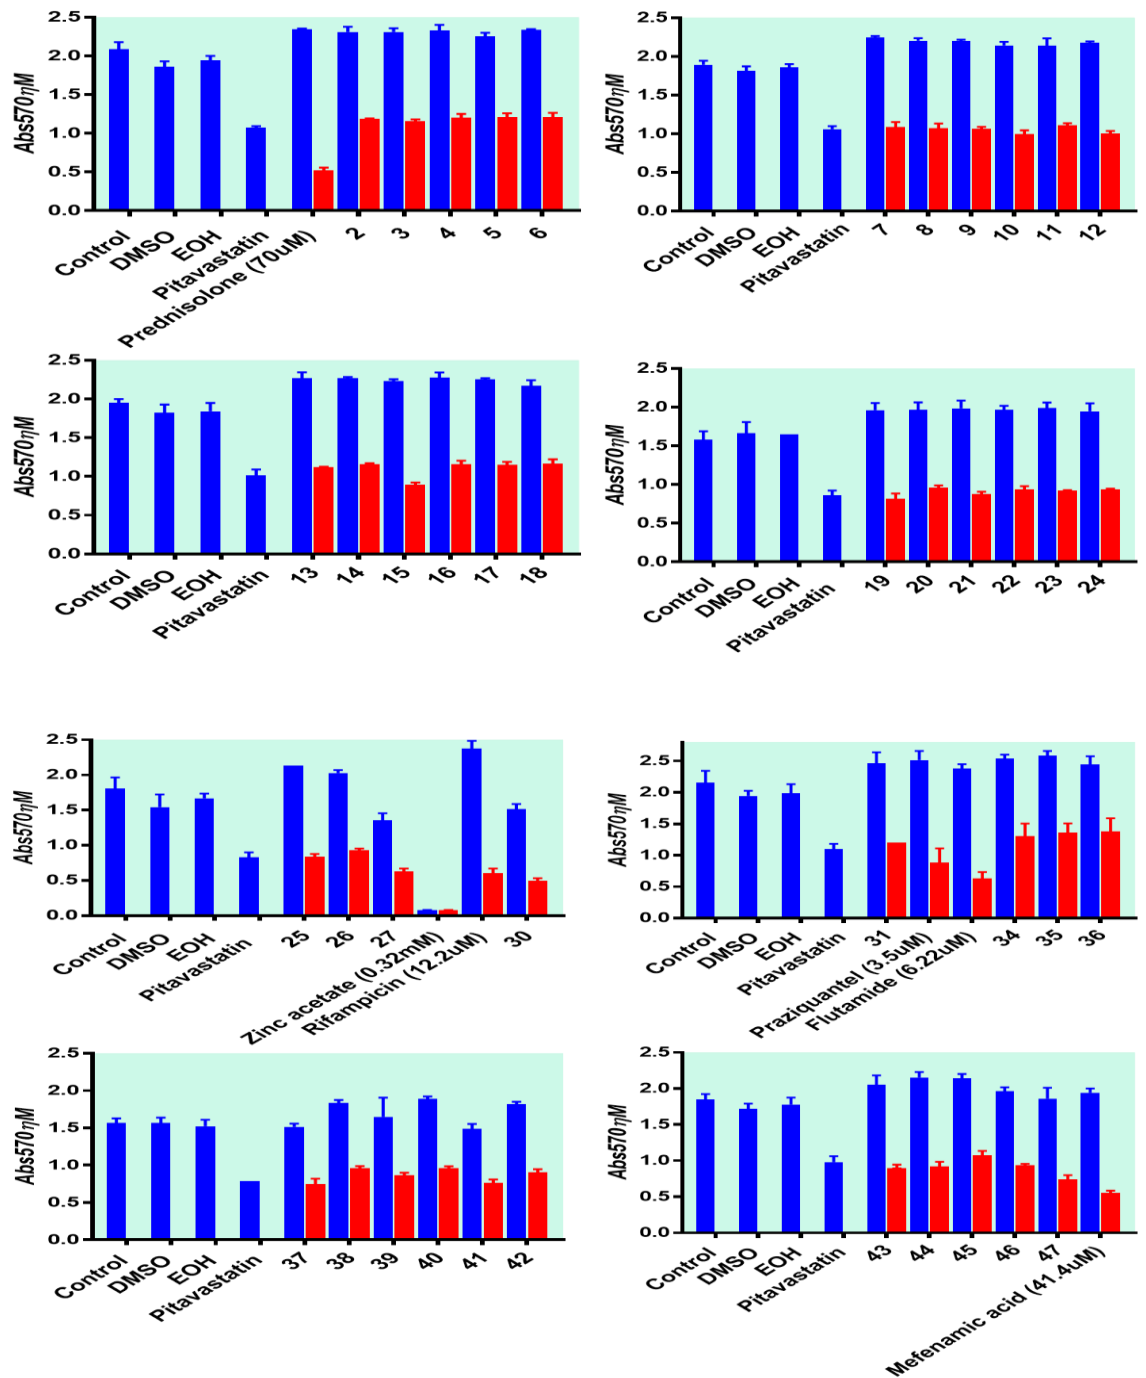 2.5
2.0
1.5
1.0
0.5
0.0
Abs570ηM
Control
DMSO
EOH
Pitavastatin
Prednisolone (70uM)
2
3
4
5
6
2.5
2.0
1.5
1.0
0.5
0.0
Abs570ηM
Control
DMSO
EOH
Pitavastatin
7
8
9
10
11
12
2.5
2.0
1.5
1.0
0.5
0.0
Abs570ηM
Control
DMSO
EOH
Pitavastatin
13
14
15
16
17
18
2.5
2.0
1.5
1.0
0.5
0.0
Abs570ηM
Control
DMSO
EOH
Pitavastatin
19
20
21
22
23
24
2.5
2.0
1.5
1.0
0.5
0.0
Abs570ηM
Control
DMSO
EOH
Pitavastatin
25
26
27
Zinc acetate (0.32mM)
Rifampicin (12.2uM)
30
2.5
2.0
1.5
1.0
0.5
0.0
Abs570ηM
Control
DMSO
EOH
Pitavastatin
31
Praziquantel (3.5uM)
Flutamide (6.22uM)
34
35
36
2.5
2.0
1.5
1.0
0.5
0.0
Abs570ηM
Control
DMSO
EOH
Pitavastatin
37
38
39
40
41
42
2.5
2.0
1.5
1.0
0.5
0.0
Abs570ηM
Control
DMSO
EOH
Pitavastatin
43
44
45
46
47
Mefenamic acid (41.4uM)